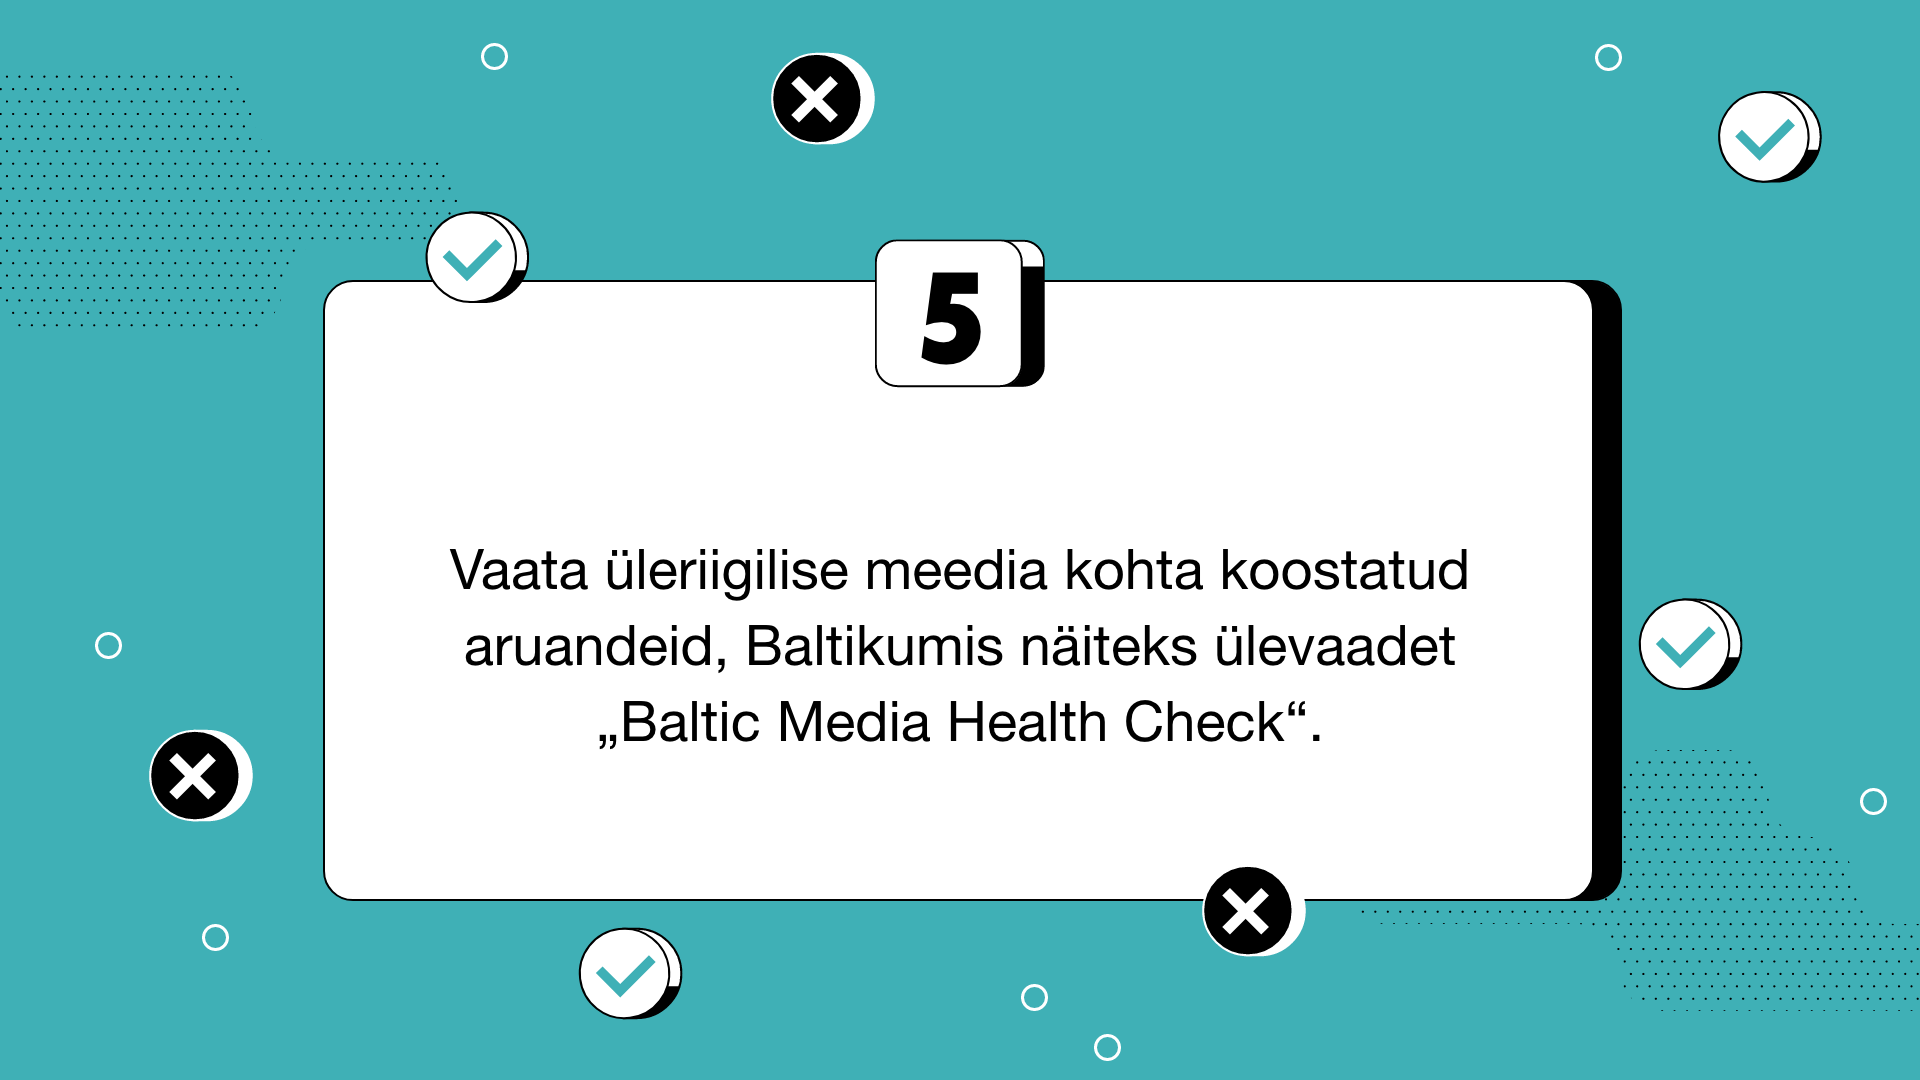 5
Vaata üleriigilise meedia kohta koostatud
aruandeid, Baltikumis näiteks ülevaadet
„Baltic Media Health Check“.